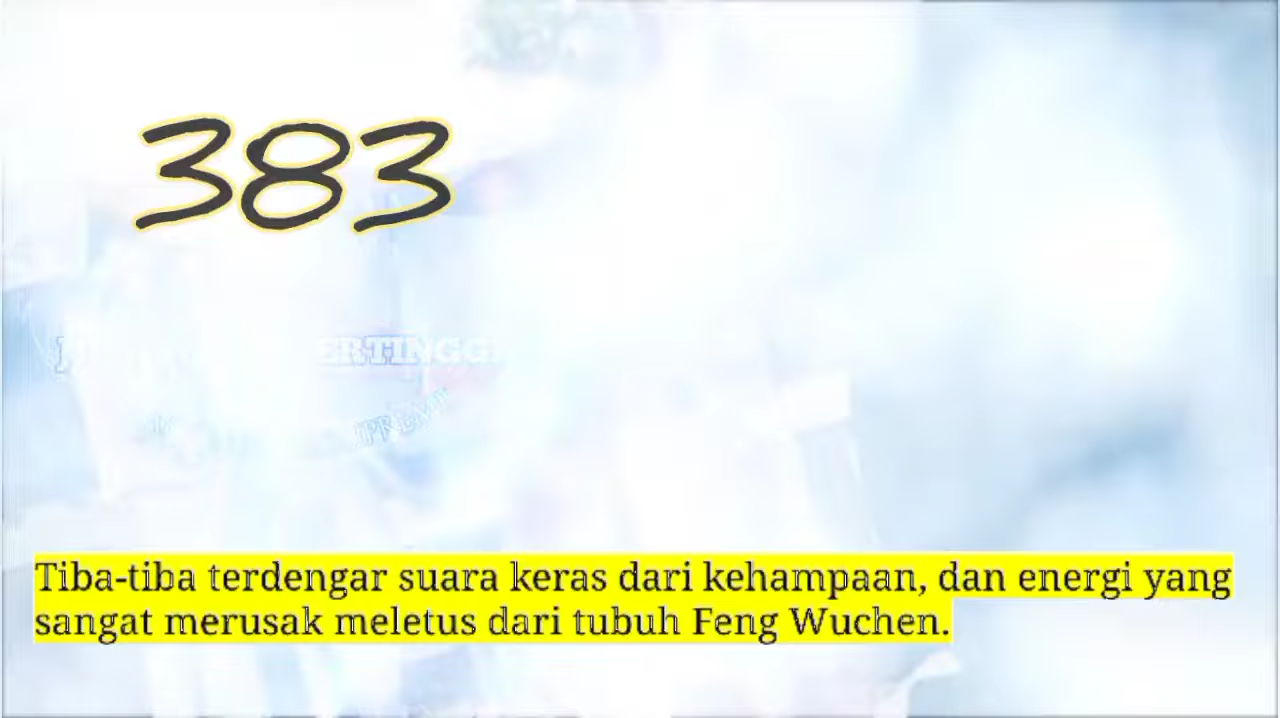 383
Tiba-tiba terdengar suara keras dari kehampaan, dan energi yang
sangat merusak meletus dari tubuh Feng Wuchen.